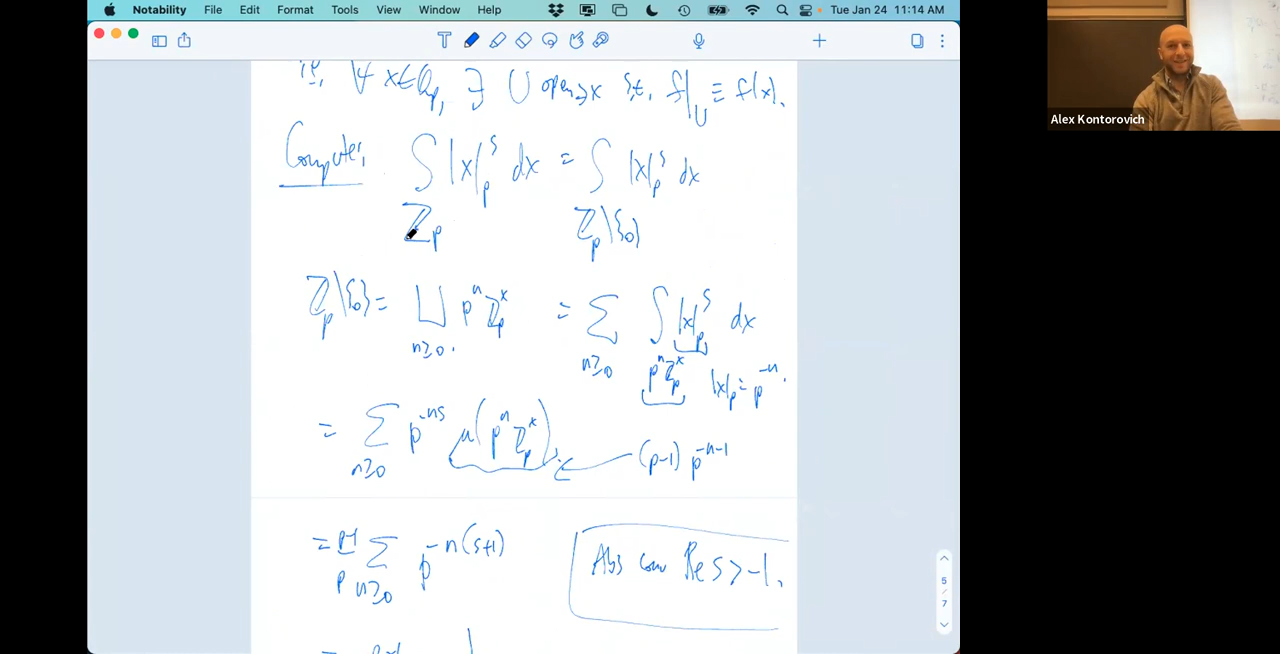 Notability File Edit Format Tools View Window Help Tue Jan 24 11:14 AM
Alex Kontorovich
i.e. ∀ x∈ℚ_p, ∃ U open∋x s.t. f|_U ≡ f(x).
Compute: ∫_{ℤ_p} |x|_p^s dx = ∫_{ℤ_p\{0}} |x|_p^s dx
ℤ_p\{0} = ⨆_{n≥0} p^n ℤ_p^× = Σ_{n≥0} ∫_{p^n ℤ_p^×} |x|_p^s dx
|x|_p = p^{-n}.
= Σ_{n≥0} p^{-ns} μ(p^n ℤ_p^×) ← (p-1) p^{-n-1}
= (p-1)/p Σ_{n≥0} p^{-n(s+1)} Abs conv Re s > -1.
5
/
7